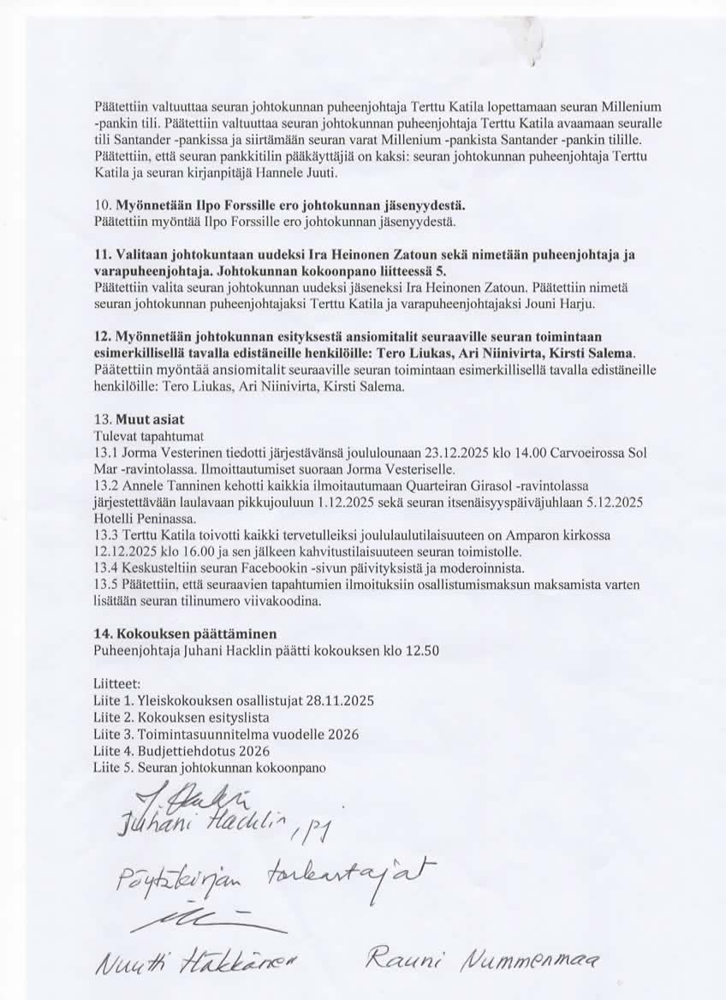 Päätettiin valtuuttaa seuran johtokunnan puheenjohtaja Terttu Katila lopettamaan seuran Millenium
-pankin tili. Päätettiin valtuuttaa seuran johtokunnan puheenjohtaja Terttu Katila avaamaan seuralle
tili Santander -pankissa ja siirtämään seuran varat Millenium -pankista Santander -pankin tilille.
Päätettiin, että seuran pankkitilin pääkäyttäjiä on kaksi: seuran johtokunnan puheenjohtaja Terttu
Katila ja seuran kirjanpitäjä Hannele Juuti.
10. Myönnetään Ilpo Forssille ero johtokunnan jäsenyydestä.
Päätettiin myöntää Ilpo Forssille ero johtokunnan jäsenyydestä.
11. Valitaan johtokuntaan uudeksi Ira Heinonen Zatoun sekä nimetään puheenjohtaja ja
varapuheenjohtaja. Johtokunnan kokoonpano liitteessä 5.
Päätettiin valita seuran johtokunnan uudeksi jäseneksi Ira Heinonen Zatoun. Päätettiin nimetä
seuran johtokunnan puheenjohtajaksi Terttu Katila ja varapuheenjohtajaksi Jouni Harju.
12. Myönnetään johtokunnan esityksestä ansiomitalit seuraaville seuran toimintaan
esimerkillisellä tavalla edistäneille henkilöille: Tero Liukas, Ari Niinivirta, Kirsti Salema.
Päätettiin myöntää ansiomitalit seuraaville seuran toimintaan esimerkillisellä tavalla edistäneille
henkilöille: Tero Liukas, Ari Niinivirta, Kirsti Salema.
13. Muut asiat
Tulevat tapahtumat
13.1 Jorma Vesterinen tiedotti järjestävänsä joululounaan 23.12.2025 klo 14.00 Carvoeirossa Sol
Mar -ravintolassa. Ilmoittautumiset suoraan Jorma Vesteriselle.
13.2 Annele Tanninen kehotti kaikkia ilmoitautumaan Quarteiran Girasol -ravintolassa
järjestettävään laulavaan pikkujouluun 1.12.2025 sekä seuran itsenäisyyspäiväjuhlaan 5.12.2025
Hotelli Peninassa.
13.3 Terttu Katila toivotti kaikki tervetulleiksi joululaulutilaisuuteen on Amparon kirkossa
12.12.2025 klo 16.00 ja sen jälkeen kahvitustilaisuuteen seuran toimistolle.
13.4 Keskusteltiin seuran Facebookin -sivun päivityksistä ja moderoinnista.
13.5 Päätettiin, että seuraavien tapahtumien ilmoituksiin osallistumismaksun maksamista varten
lisätään seuran tilinumero viivakoodina.
14. Kokouksen päättäminen
Puheenjohtaja Juhani Hacklin päätti kokouksen klo 12.50
Liitteet:
Liite 1. Yleiskokouksen osallistujat 28.11.2025
Liite 2. Kokouksen esityslista
Liite 3. Toimintasuunnitelma vuodelle 2026
Liite 4. Budjettiehdotus 2026
Liite 5. Seuran johtokunnan kokoonpano
Juhani Hacklin, pj
Pöytäkirjan tarkastajat
Nuutti Häkkänen Rauni Nummenmaa